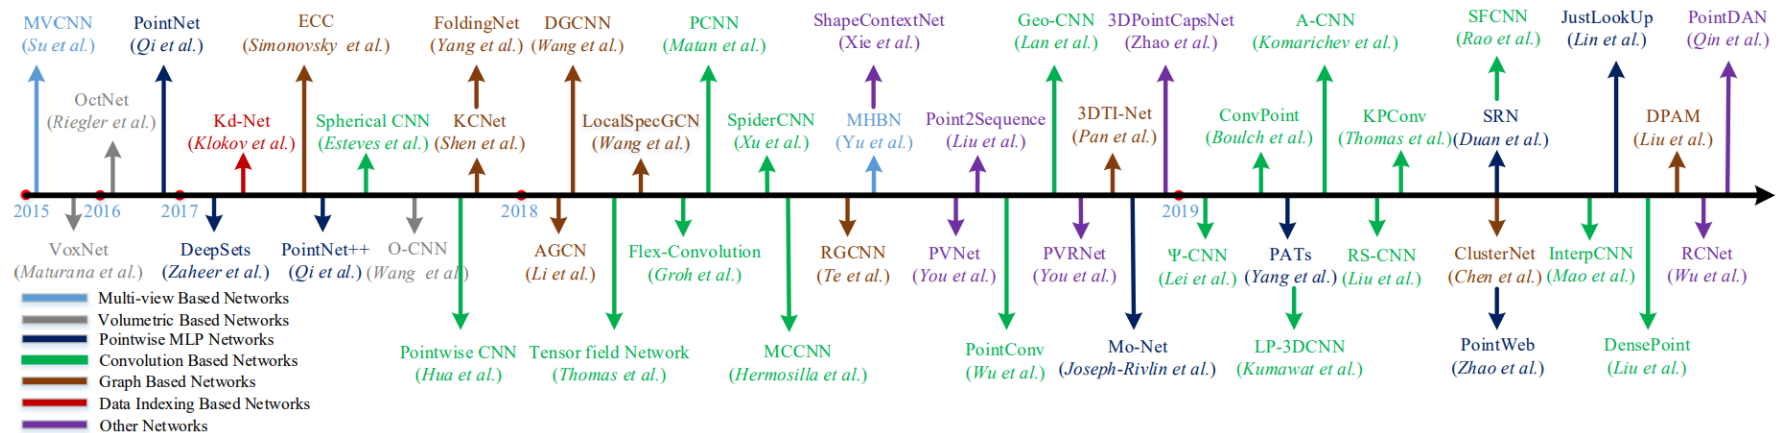 MVCNN
(Su et al.)
PointNet
(Qi et al.)
ECC
(Simonovsky et al.)
FoldingNet
(Yang et al.)
DGCNN
(Wang et al.)
PCNN
(Matan et al.)
ShapeContextNet
(Xie et al.)
Geo-CNN
(Lan et al.)
3DPointCapsNet
(Zhao et al.)
A-CNN
(Komarichev et al.)
SFCNN
(Rao et al.)
JustLookUp
(Lin et al.)
PointDAN
(Qin et al.)
OctNet
(Riegler et al.)
Kd-Net
(Klokov et al.)
Spherical CNN
(Esteves et al.)
KCNet
(Shen et al.)
LocalSpecGCN
(Wang et al.)
SpiderCNN
(Xu et al.)
MHBN
(Yu et al.)
Point2Sequence
(Liu et al.)
3DTI-Net
(Pan et al.)
ConvPoint
(Boulch et al.)
KPConv
(Thomas et al.)
SRN
(Duan et al.)
DPAM
(Liu et al.)
2015
2016
2017
2018
2019
VoxNet
(Maturana et al.)
DeepSets
(Zaheer et al.)
PointNet++
(Qi et al.)
O-CNN
(Wang et al.)
AGCN
(Li et al.)
Flex-Convolution
(Groh et al.)
RGCNN
(Te et al.)
PVNet
(You et al.)
PVRNet
(You et al.)
Ψ-CNN
(Lei et al.)
PATs
(Yang et al.)
RS-CNN
(Liu et al.)
ClusterNet
(Chen et al.)
InterpCNN
(Mao et al.)
RCNet
(Wu et al.)
Pointwise CNN
(Hua et al.)
Tensor field Network
(Thomas et al.)
MCCNN
(Hermosilla et al.)
PointConv
(Wu et al.)
Mo-Net
(Joseph-Rivlin et al.)
LP-3DCNN
(Kumawat et al.)
PointWeb
(Zhao et al.)
DensePoint
(Liu et al.)
Multi-view Based Networks
Volumetric Based Networks
Pointwise MLP Networks
Convolution Based Networks
Graph Based Networks
Data Indexing Based Networks
Other Networks